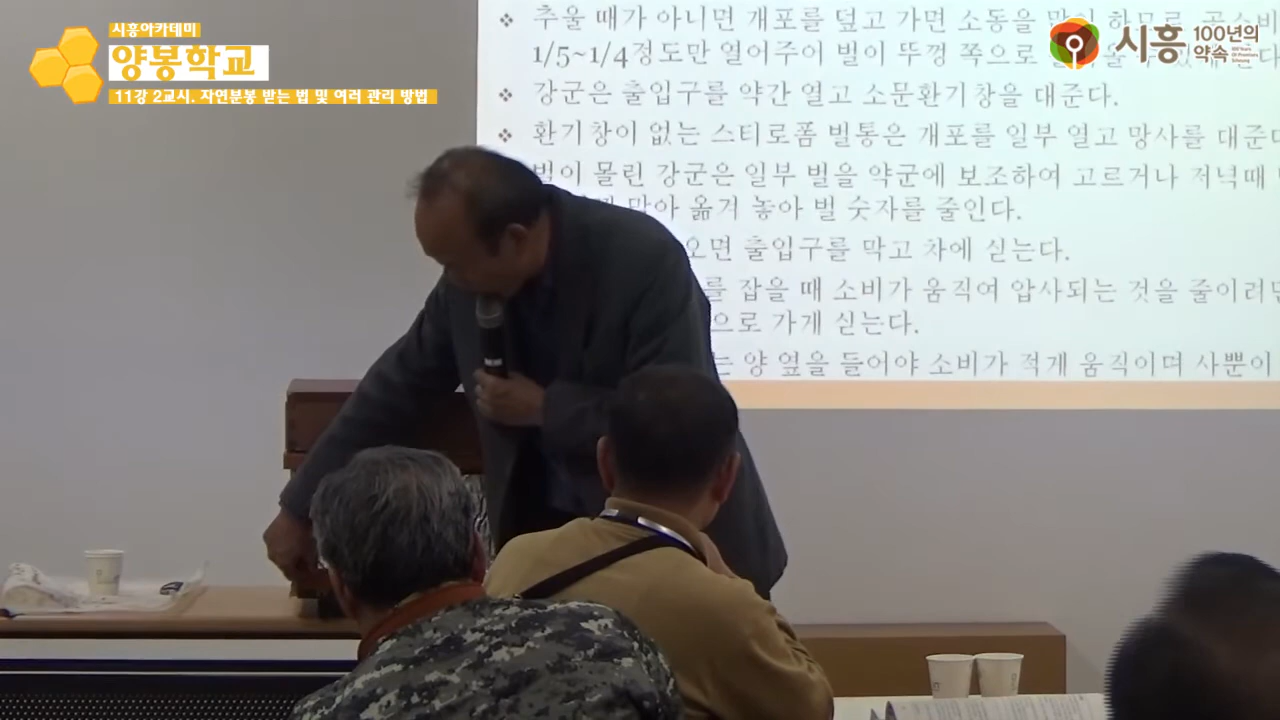 시흥아카데미
양봉학교
11강 2교시. 자연분봉 받는 법 및 여러 관리 방법
시흥 100년의 약속
추울 때가 아니면 개포를 덮고 가면 소동을 많이 하므로
1/5~1/4정도만 열어주어 벌이 뚜껑 쪽으로
강군은 출입구를 약간 열고 소문환기창을 대준다.
환기창이 없는 스티로폼 벌통은 개포를 일부 열고 망사를 대준다
벌이 몰린 강군은 일부 벌을 약군에 보조하여 고르거나 저녁때
맞아 옮겨 놓아 벌 숫자를 줄인다.
오면 출입구를 막고 차에 싣는다.
를 잡을 때 소비가 움직여 압사되는 것을 줄이려면
으로 가게 싣는다.
는 양 옆을 들어야 소비가 적게 움직이며 사뿐이